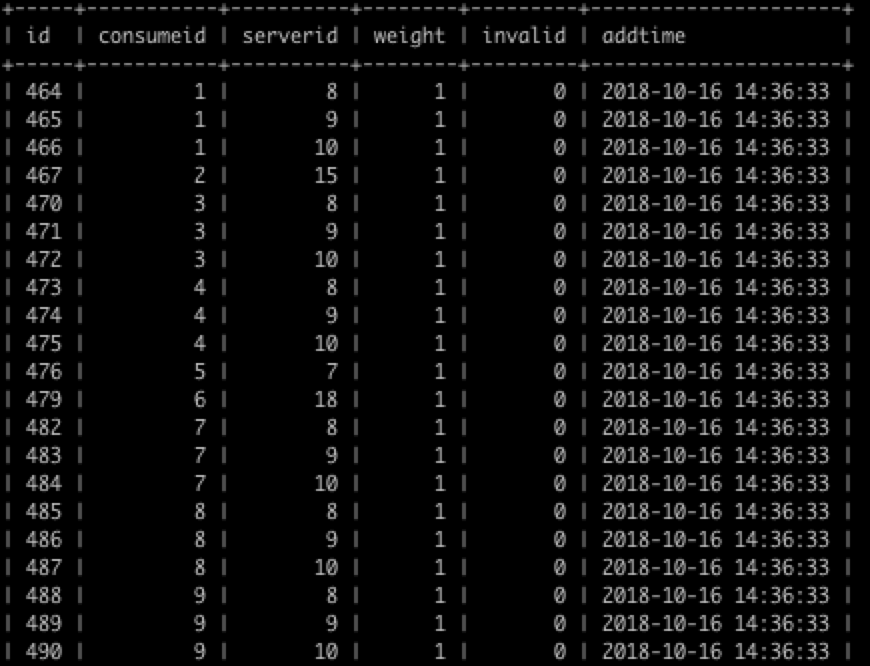 +-----+-----------+----------+--------+---------+---------------------+
| id  | consumeid | serverid | weight | invalid | addtime             |
+-----+-----------+----------+--------+---------+---------------------+
| 464 |         1 |        8 |      1 |       0 | 2018-10-16 14:36:33 |
| 465 |         1 |        9 |      1 |       0 | 2018-10-16 14:36:33 |
| 466 |         1 |       10 |      1 |       0 | 2018-10-16 14:36:33 |
| 467 |         2 |       15 |      1 |       0 | 2018-10-16 14:36:33 |
| 470 |         3 |        8 |      1 |       0 | 2018-10-16 14:36:33 |
| 471 |         3 |        9 |      1 |       0 | 2018-10-16 14:36:33 |
| 472 |         3 |       10 |      1 |       0 | 2018-10-16 14:36:33 |
| 473 |         4 |        8 |      1 |       0 | 2018-10-16 14:36:33 |
| 474 |         4 |        9 |      1 |       0 | 2018-10-16 14:36:33 |
| 475 |         4 |       10 |      1 |       0 | 2018-10-16 14:36:33 |
| 476 |         5 |        7 |      1 |       0 | 2018-10-16 14:36:33 |
| 479 |         6 |       18 |      1 |       0 | 2018-10-16 14:36:33 |
| 482 |         7 |        8 |      1 |       0 | 2018-10-16 14:36:33 |
| 483 |         7 |        9 |      1 |       0 | 2018-10-16 14:36:33 |
| 484 |         7 |       10 |      1 |       0 | 2018-10-16 14:36:33 |
| 485 |         8 |        8 |      1 |       0 | 2018-10-16 14:36:33 |
| 486 |         8 |        9 |      1 |       0 | 2018-10-16 14:36:33 |
| 487 |         8 |       10 |      1 |       0 | 2018-10-16 14:36:33 |
| 488 |         9 |        8 |      1 |       0 | 2018-10-16 14:36:33 |
| 489 |         9 |        9 |      1 |       0 | 2018-10-16 14:36:33 |
| 490 |         9 |       10 |      1 |       0 | 2018-10-16 14:36:33 |